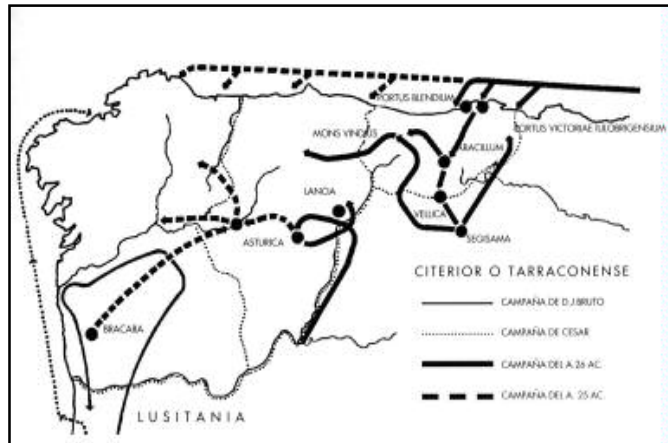 PORTUS BLENDIUM
PORTUS VICTORIAE IULOBRIGENSIUM
MONS VINDIUS
ARACILLUM
LANCIA
VELLICA
SEGISAMA
ASTURICA
BRACARA
LUSITANIA
CITERIOR O TARRACONENSE
CAMPAÑA DE D.J.BRUTO
CAMPAÑA DE CESAR
CAMPAÑA DEL A. 26 AC.
CAMPAÑA DEL A. 25 AC.